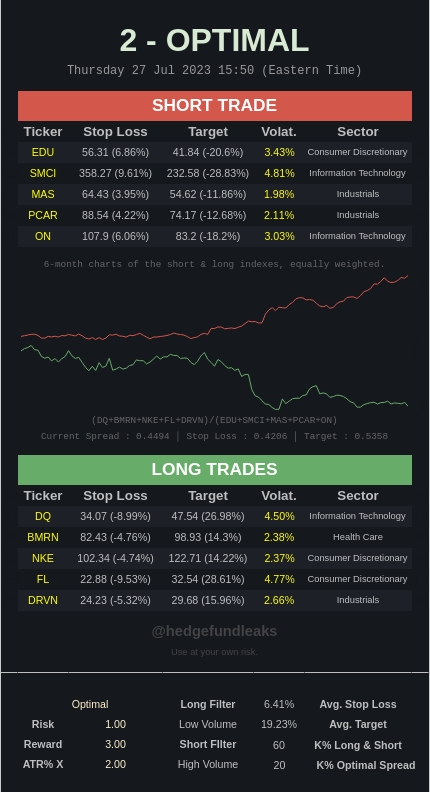 2 - OPTIMAL
Thursday 27 Jul 2023 15:50 (Eastern Time)
SHORT TRADE
Ticker Stop Loss Target Volat. Sector
EDU 56.31 (6.86%) 41.84 (-20.6%) 3.43% Consumer Discretionary
SMCI 358.27 (9.61%) 232.58 (-28.83%) 4.81% Information Technology
MAS 64.43 (3.95%) 54.62 (-11.86%) 1.98% Industrials
PCAR 88.54 (4.22%) 74.17 (-12.68%) 2.11% Industrials
ON 107.9 (6.06%) 83.2 (-18.2%) 3.03% Information Technology
6-month charts of the short & long indexes, equally weighted.
(DQ+BMRN+NKE+FL+DRVN)/(EDU+SMCI+MAS+PCAR+ON)
Current Spread : 0.4494 | Stop Loss : 0.4206 | Target : 0.5358
LONG TRADES
Ticker Stop Loss Target Volat. Sector
DQ 34.07 (-8.99%) 47.54 (26.98%) 4.50% Information Technology
BMRN 82.43 (-4.76%) 98.93 (14.3%) 2.38% Health Care
NKE 102.34 (-4.74%) 122.71 (14.22%) 2.37% Consumer Discretionary
FL 22.88 (-9.53%) 32.54 (28.61%) 4.77% Consumer Discretionary
DRVN 24.23 (-5.32%) 29.68 (15.96%) 2.66% Industrials
@hedgefundleaks
Use at your own risk.
Optimal Long Filter 6.41% Avg. Stop Loss
Risk 1.00 Low Volume 19.23% Avg. Target
Reward 3.00 Short FIlter 60 K% Long & Short
ATR% X 2.00 High Volume 20 K% Optimal Spread